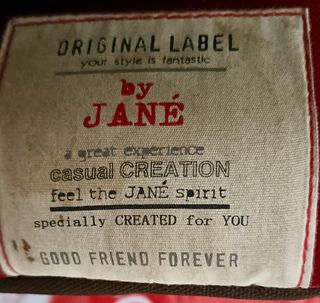 ORIGINAL LABEL
your style is fantastic
by
JANÉ
a great experience
casual CREATION
feel the JANÉ spirit
spedially CREATED for YOU
GOOD FRIEND FOREVER